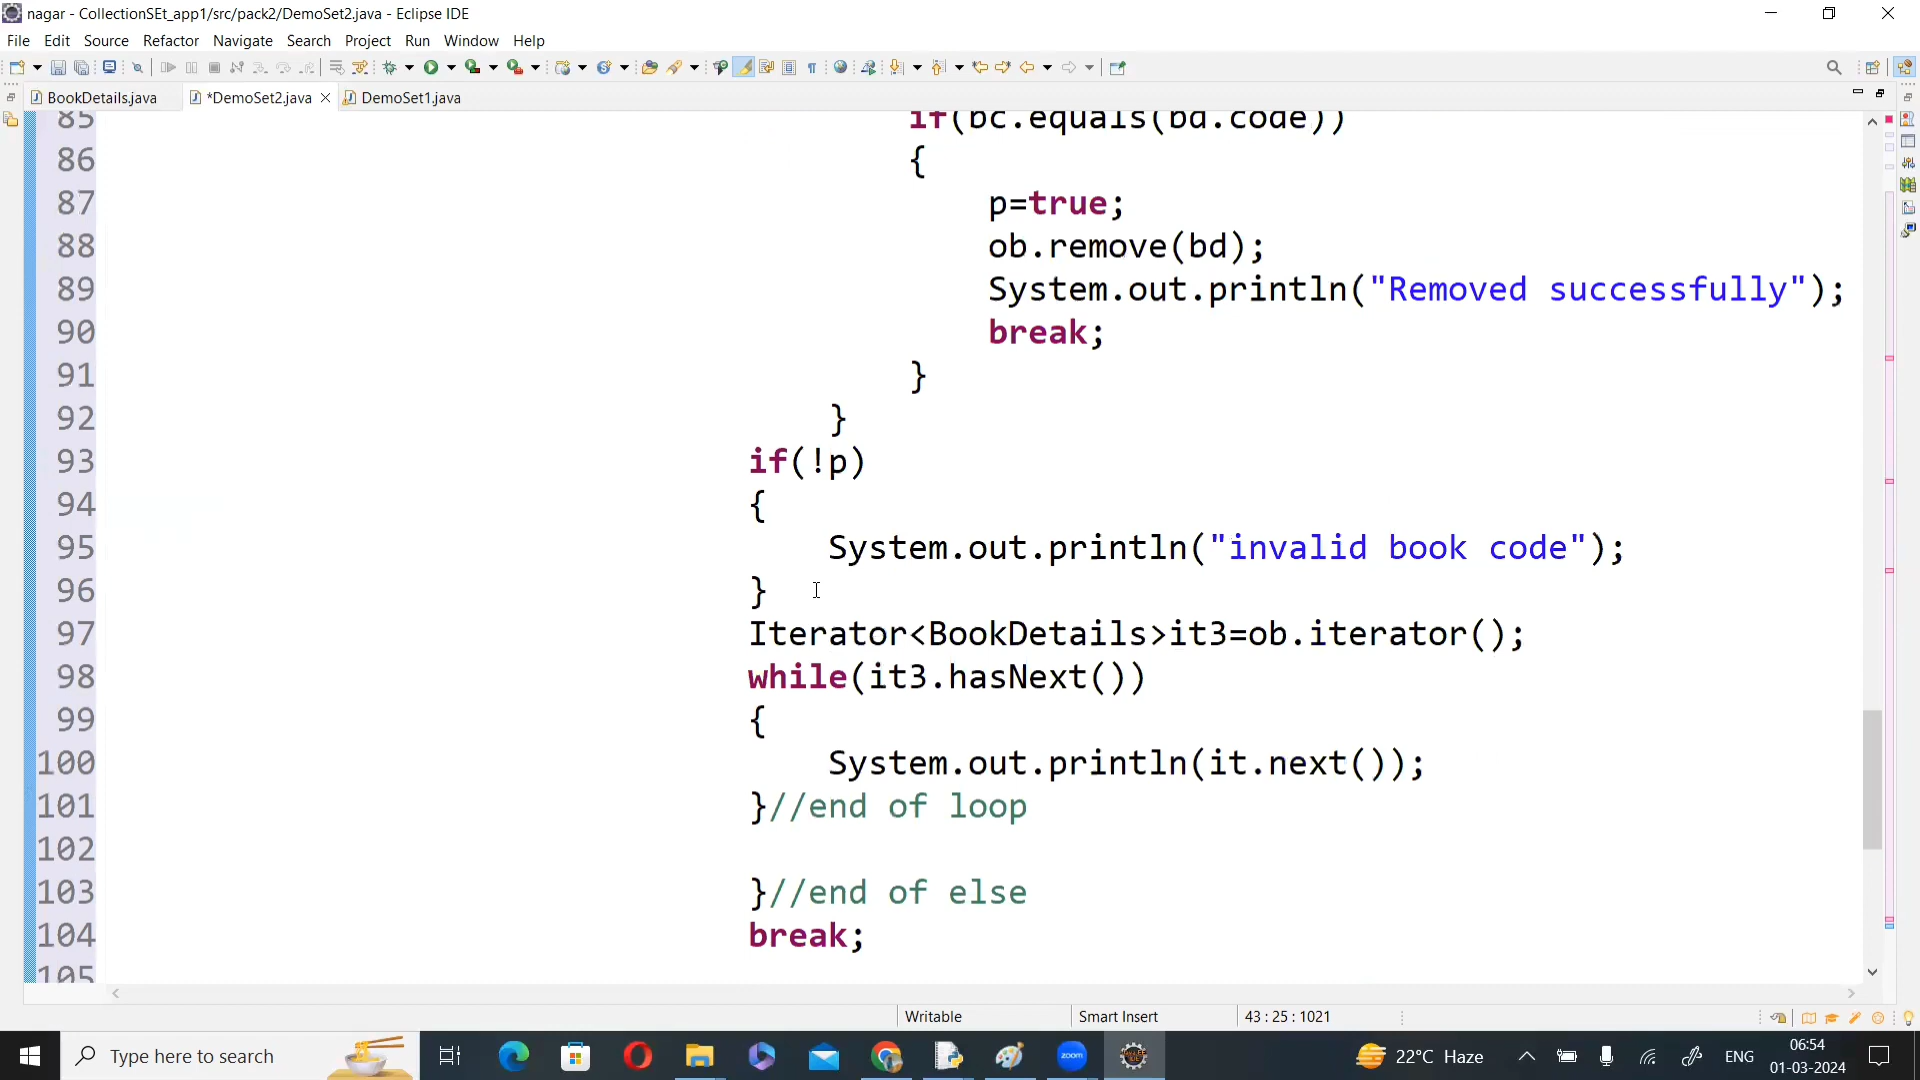 nagar - CollectionSEt_app1/src/pack2/DemoSet2.java - Eclipse IDE
File Edit Source Refactor Navigate Search Project Run Window Help
BookDetails.java *DemoSet2.java DemoSet1.java
85 if(bc.equals(bd.code))
86 {
87 p=true;
88 ob.remove(bd);
89 System.out.println("Removed successfully");
90 break;
91 }
92 }
93 if(!p)
94 {
95 System.out.println("invalid book code");
96 }
97 Iterator<BookDetails>it3=ob.iterator();
98 while(it3.hasNext())
99 {
100 System.out.println(it.next());
101 }//end of loop
102
103 }//end of else
104 break;
105
Writable Smart Insert 43 : 25 : 1021
Type here to search zoom 22°C Haze ENG 06:54
01-03-2024